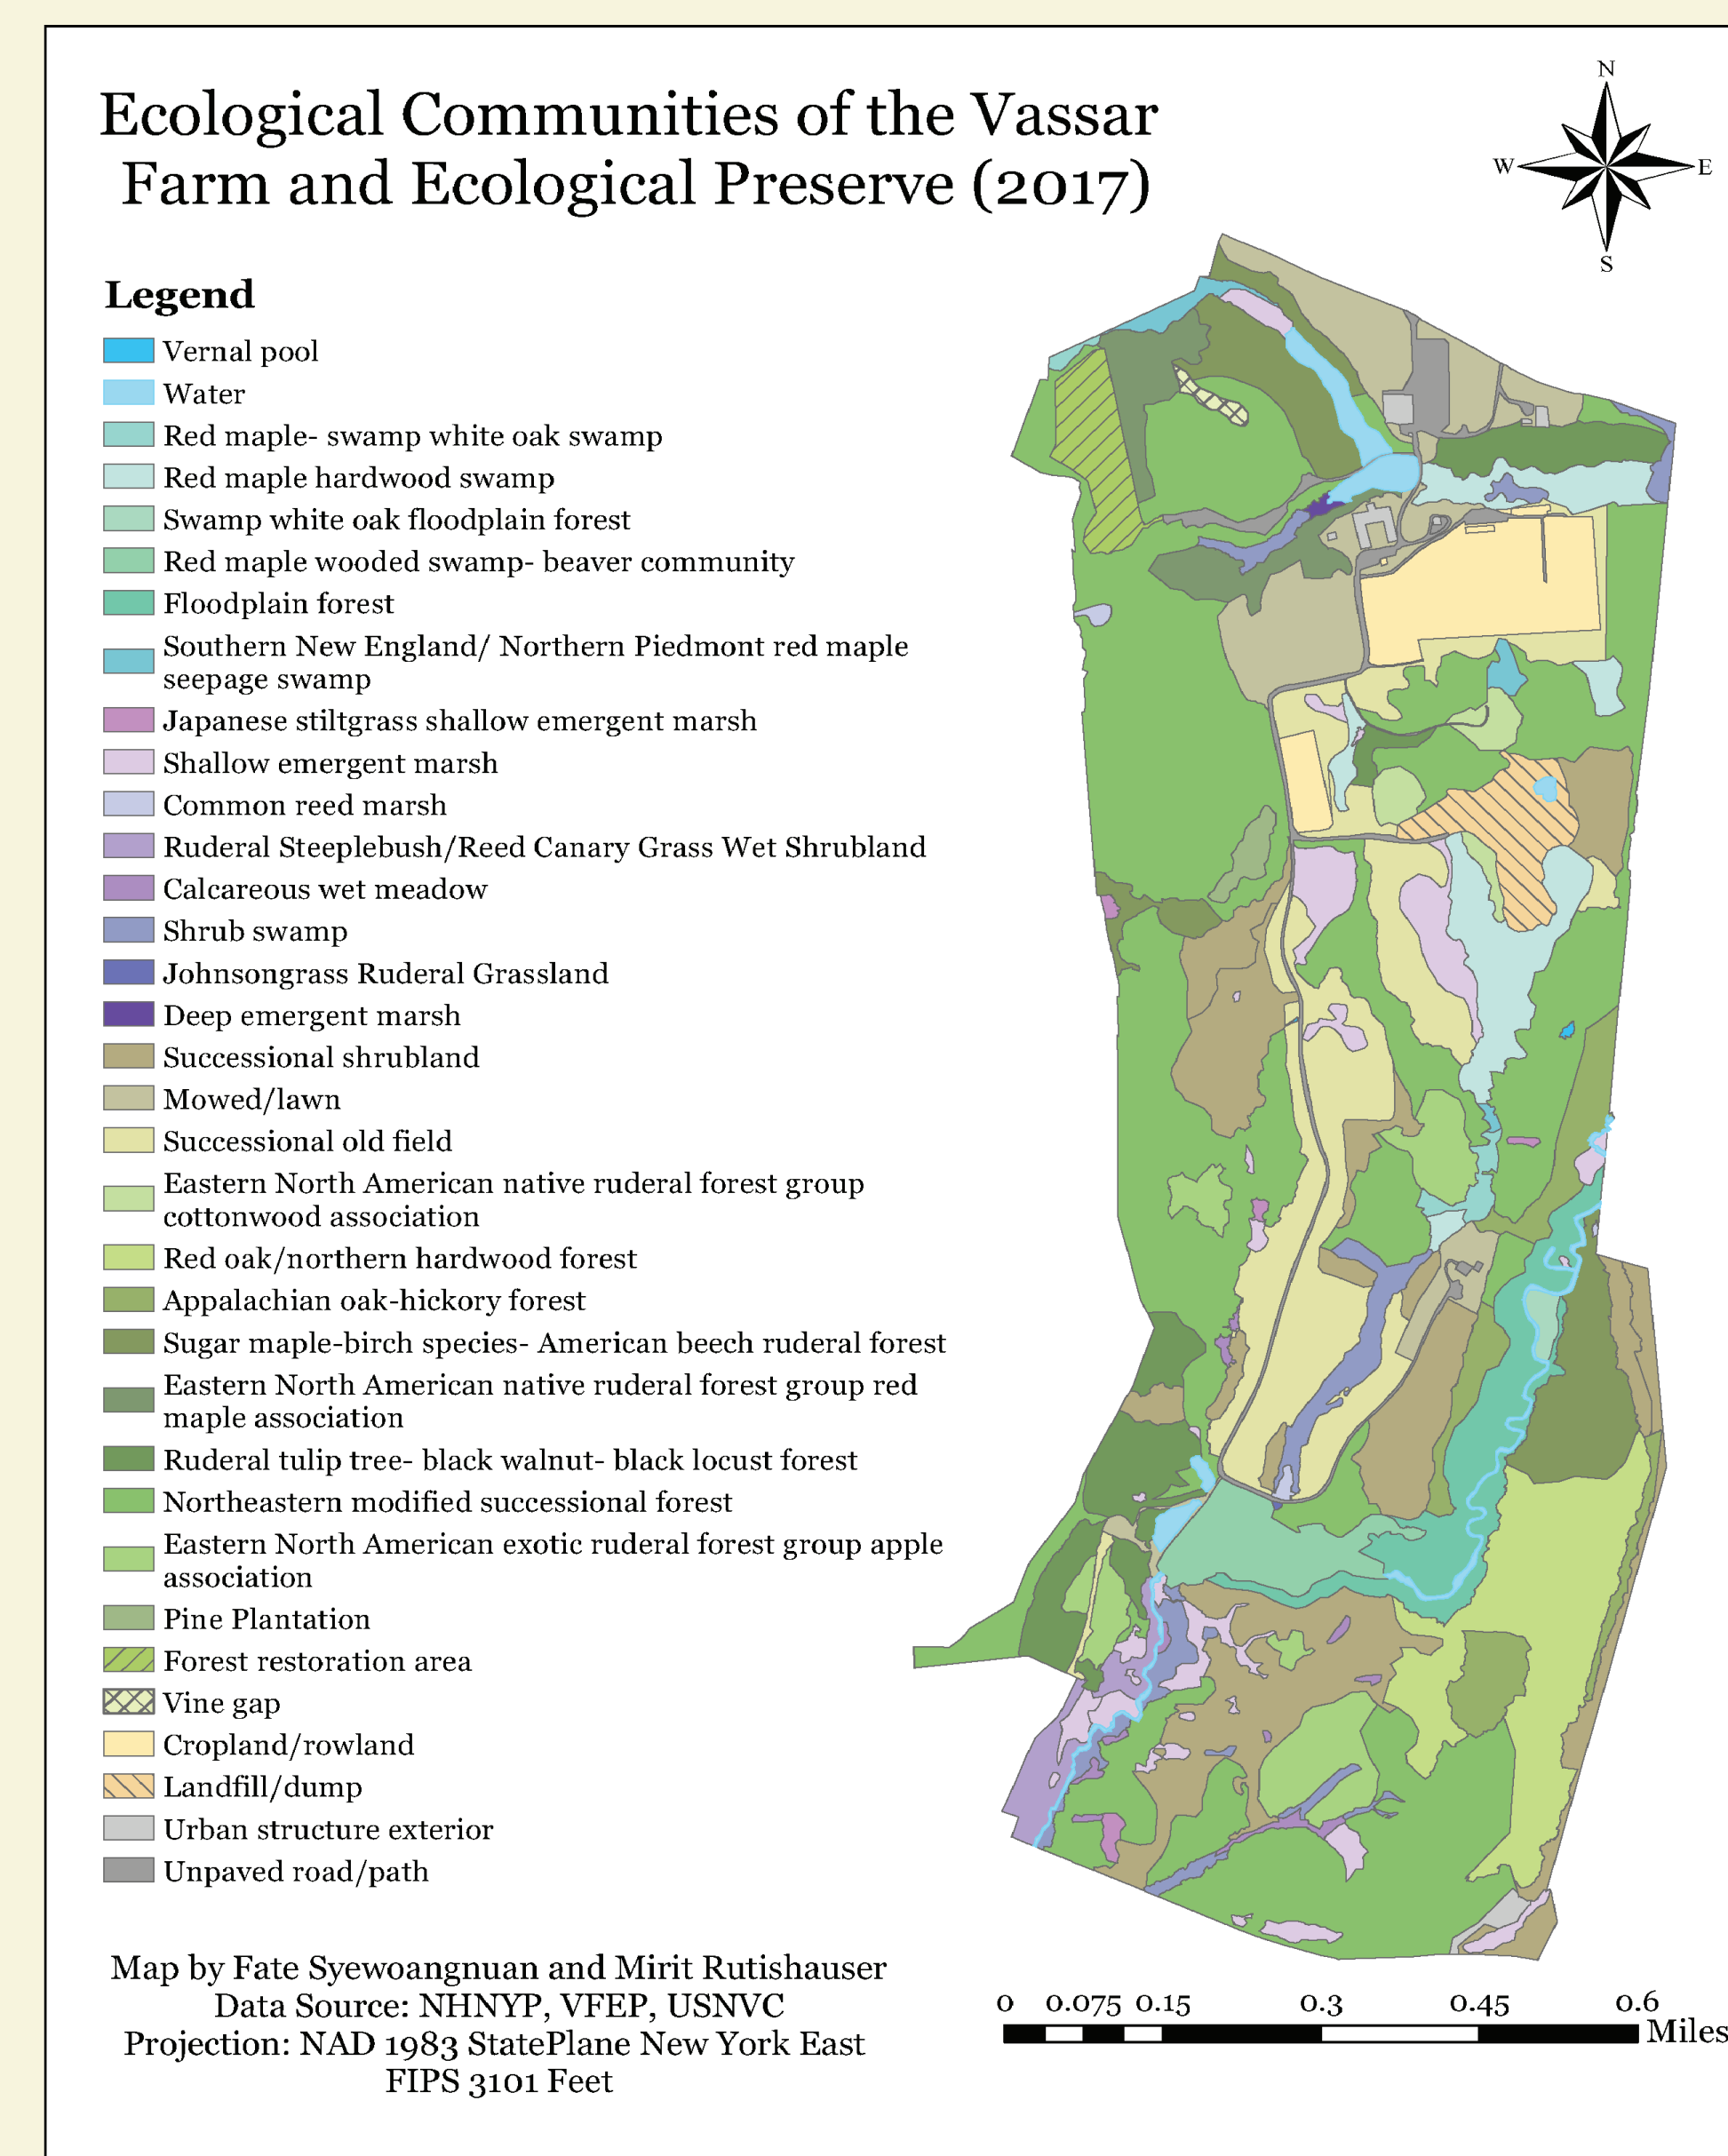 Ecological Communities of the Vassar
Farm and Ecological Preserve (2017)
N
W
E
S
Legend
Vernal pool
Water
Red maple- swamp white oak swamp
Red maple hardwood swamp
Swamp white oak floodplain forest
Red maple wooded swamp- beaver community
Floodplain forest
Southern New England/ Northern Piedmont red maple
seepage swamp
Japanese stiltgrass shallow emergent marsh
Shallow emergent marsh
Common reed marsh
Ruderal Steeplebush/Reed Canary Grass Wet Shrubland
Calcareous wet meadow
Shrub swamp
Johnsongrass Ruderal Grassland
Deep emergent marsh
Successional shrubland
Mowed/lawn
Successional old field
Eastern North American native ruderal forest group
cottonwood association
Red oak/northern hardwood forest
Appalachian oak-hickory forest
Sugar maple-birch species- American beech ruderal forest
Eastern North American native ruderal forest group red
maple association
Ruderal tulip tree- black walnut- black locust forest
Northeastern modified successional forest
Eastern North American exotic ruderal forest group apple
association
Pine Plantation
Forest restoration area
Vine gap
Cropland/rowland
Landfill/dump
Urban structure exterior
Unpaved road/path
Map by Fate Syewoangnuan and Mirit Rutishauser
Data Source: NHNYP, VFEP, USNVC
Projection: NAD 1983 StatePlane New York East
FIPS 3101 Feet
0 0.075 0.15 0.3 0.45 0.6
Miles